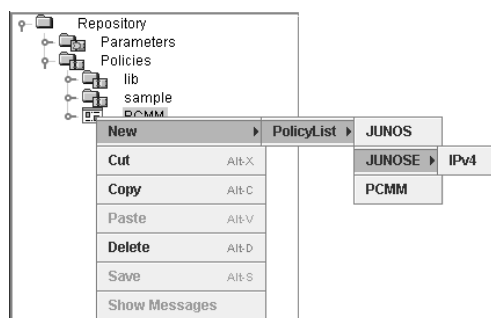 Repository
Parameters
Policies
lib
sample
PCMM
New PolicyList JUNOS
Cut Alt-X JUNOSE IPv4
Copy Alt-C PCMM
Paste Alt-V
Delete Alt-D
Save Alt-S
Show Messages